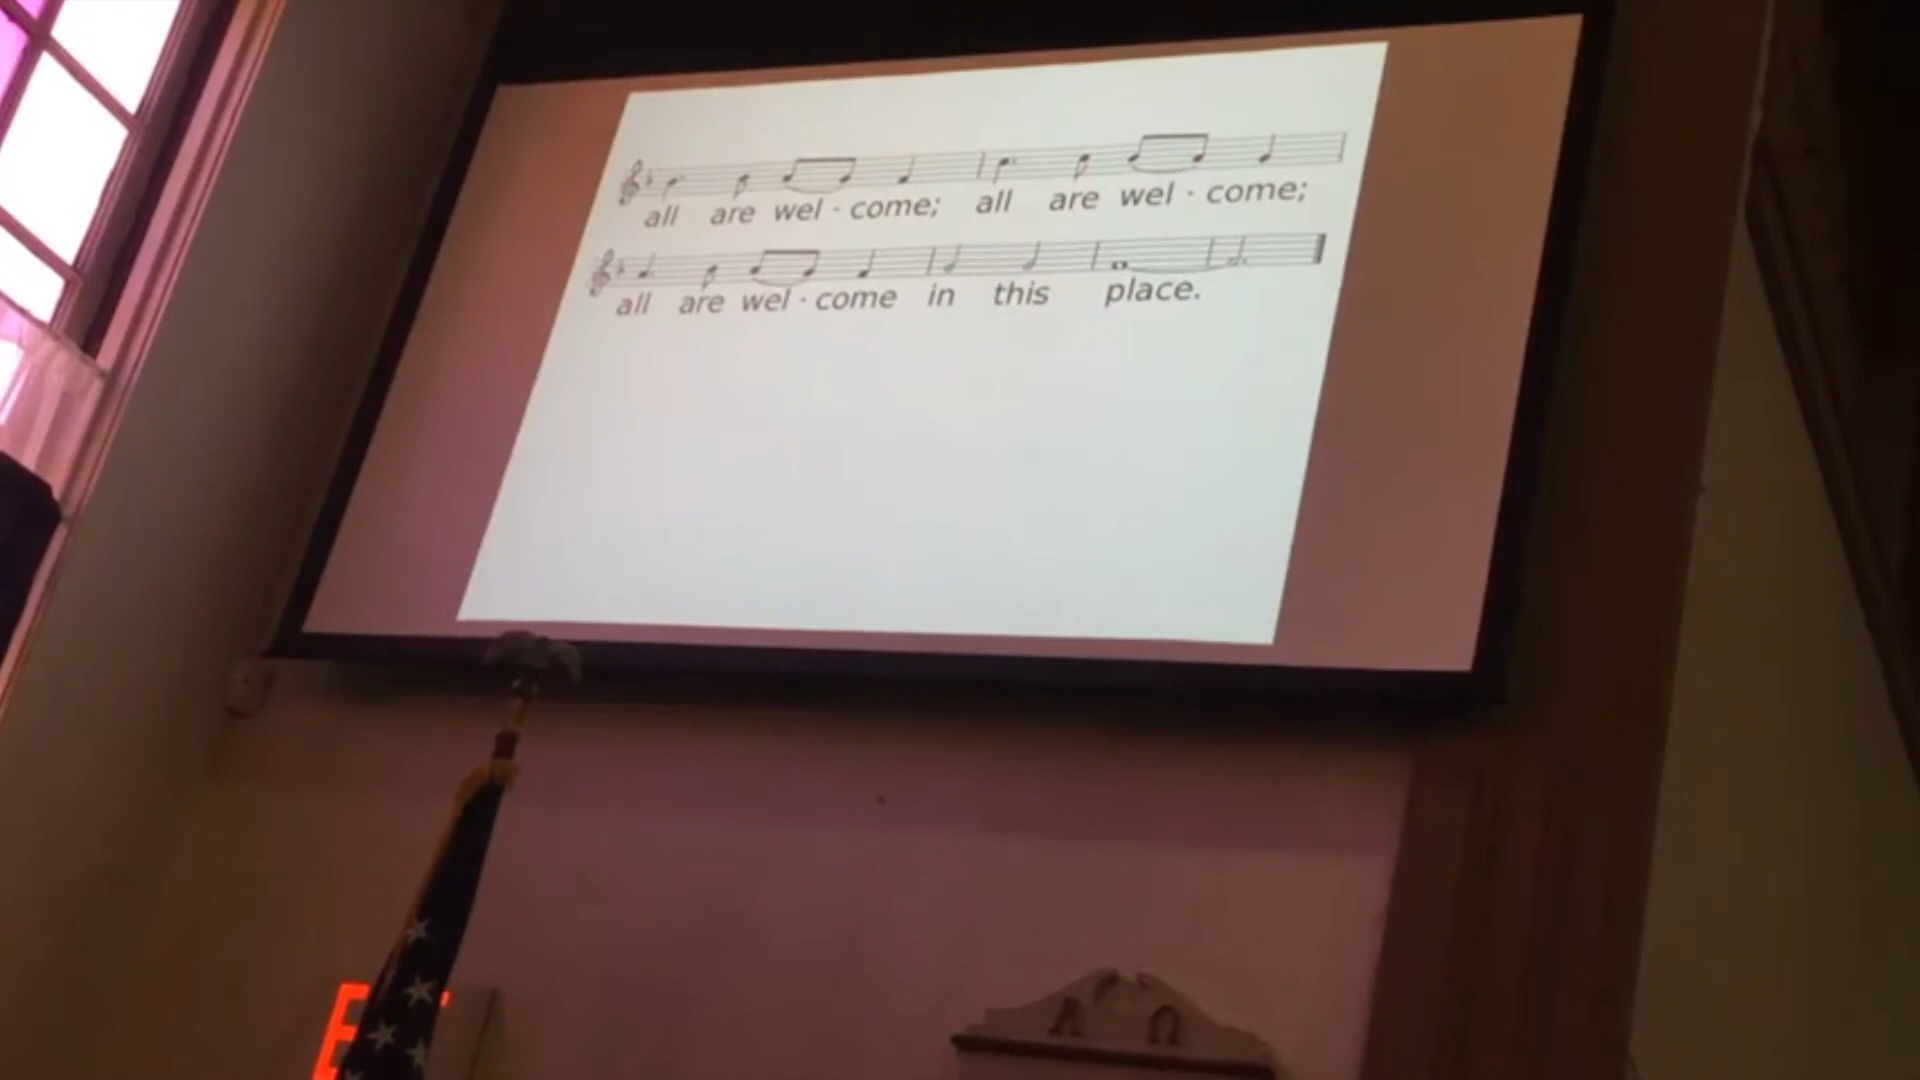 all are wel · come; all are wel · come;
all are wel · come in this place.
E
Α Ω